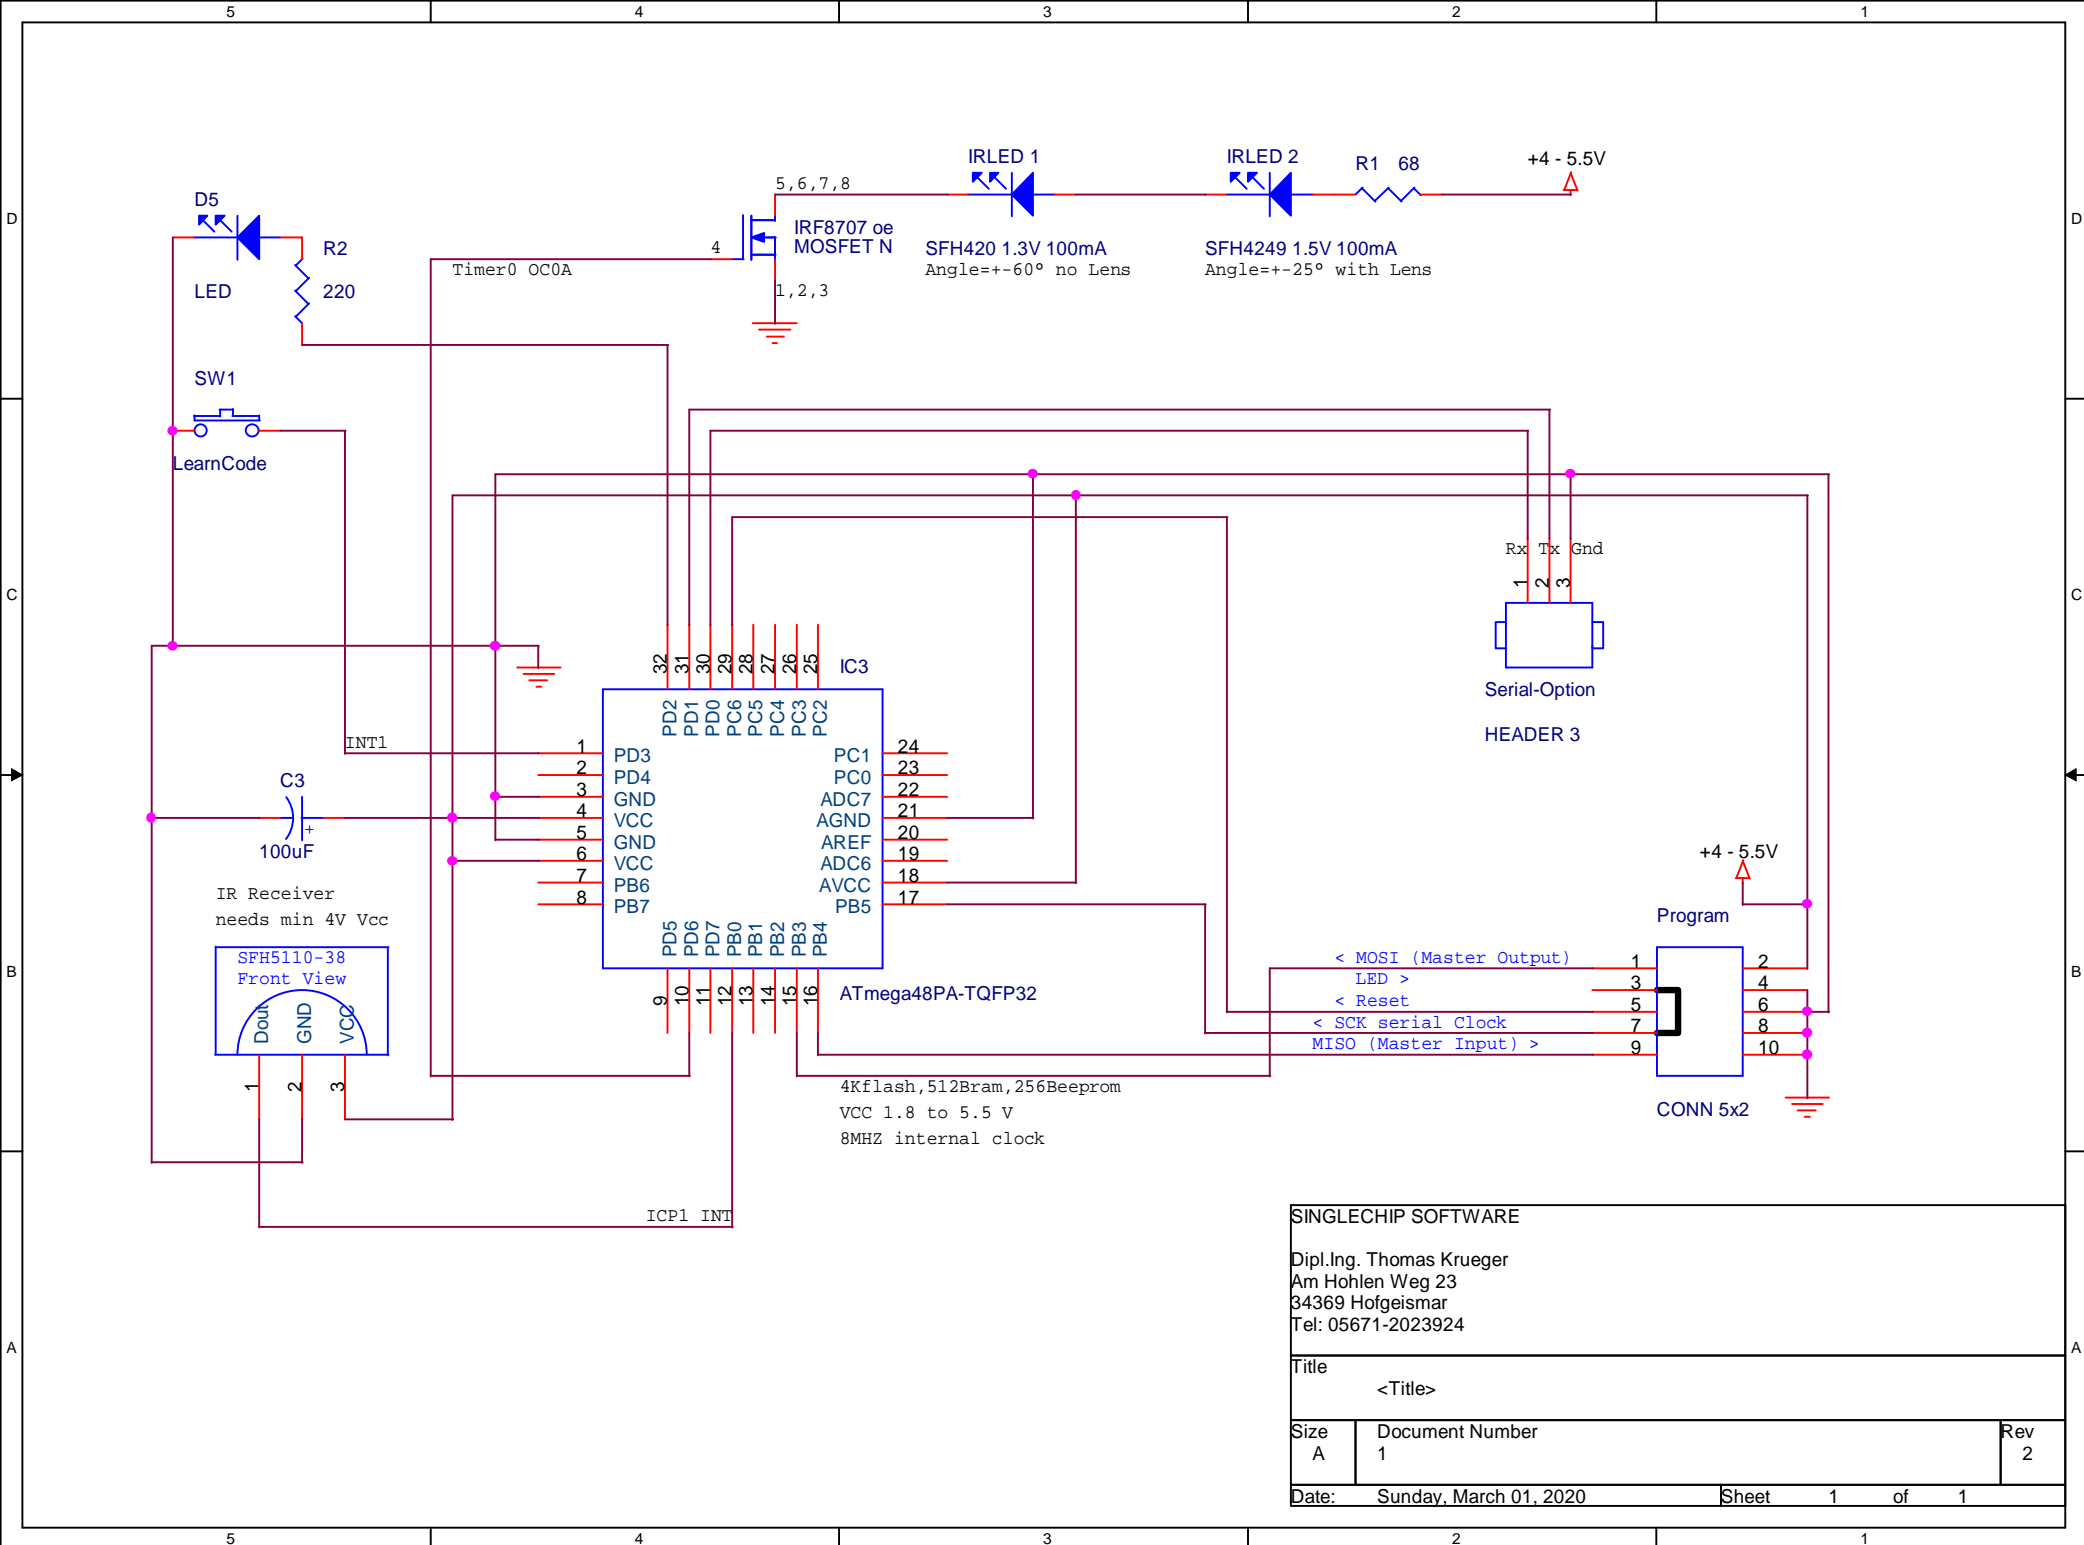 5 4 3 2 1
D
D
C
C
B
B
A
A
D5
LED
R2
220
Timer0 OC0A
4
5,6,7,8
IRF8707 oe
MOSFET N
1,2,3
IRLED 1
SFH420 1.3V 100mA
Angle=+-60° no Lens
IRLED 2
SFH4249 1.5V 100mA
Angle=+-25° with Lens
R1 68
+4 - 5.5V
SW1
LearnCode
Rx Tx Gnd
1 2 3
Serial-Option
HEADER 3
INT1
C3
+
100uF
IR Receiver
needs min 4V Vcc
SFH5110-38
Front View
Dout GND VCC
1 2 3
ICP1 INT
IC3
32 31 30 29 28 27 26 25
PD2 PD1 PD0 PC6 PC5 PC4 PC3 PC2
1 PD3
2 PD4
3 GND
4 VCC
5 GND
6 VCC
7 PB6
8 PB7
PC1 24
PC0 23
ADC7 22
AGND 21
AREF 20
ADC6 19
AVCC 18
PB5 17
PD5 PD6 PD7 PB0 PB1 PB2 PB3 PB4
9 10 11 12 13 14 15 16
ATmega48PA-TQFP32
4Kflash,512Bram,256Beeprom
VCC 1.8 to 5.5 V
8MHZ internal clock
+4 - 5.5V
Program
< MOSI (Master Output) 1 2
LED > 3 4
< Reset 5 6
< SCK serial Clock 7 8
MISO (Master Input) > 9 10
CONN 5x2
SINGLECHIP SOFTWARE
Dipl.Ing. Thomas Krueger
Am Hohlen Weg 23
34369 Hofgeismar
Tel: 05671-2023924
Title
<Title>
Size Document Number Rev
A 1 2
Date: Sunday, March 01, 2020 Sheet 1 of 1
5 4 3 2 1